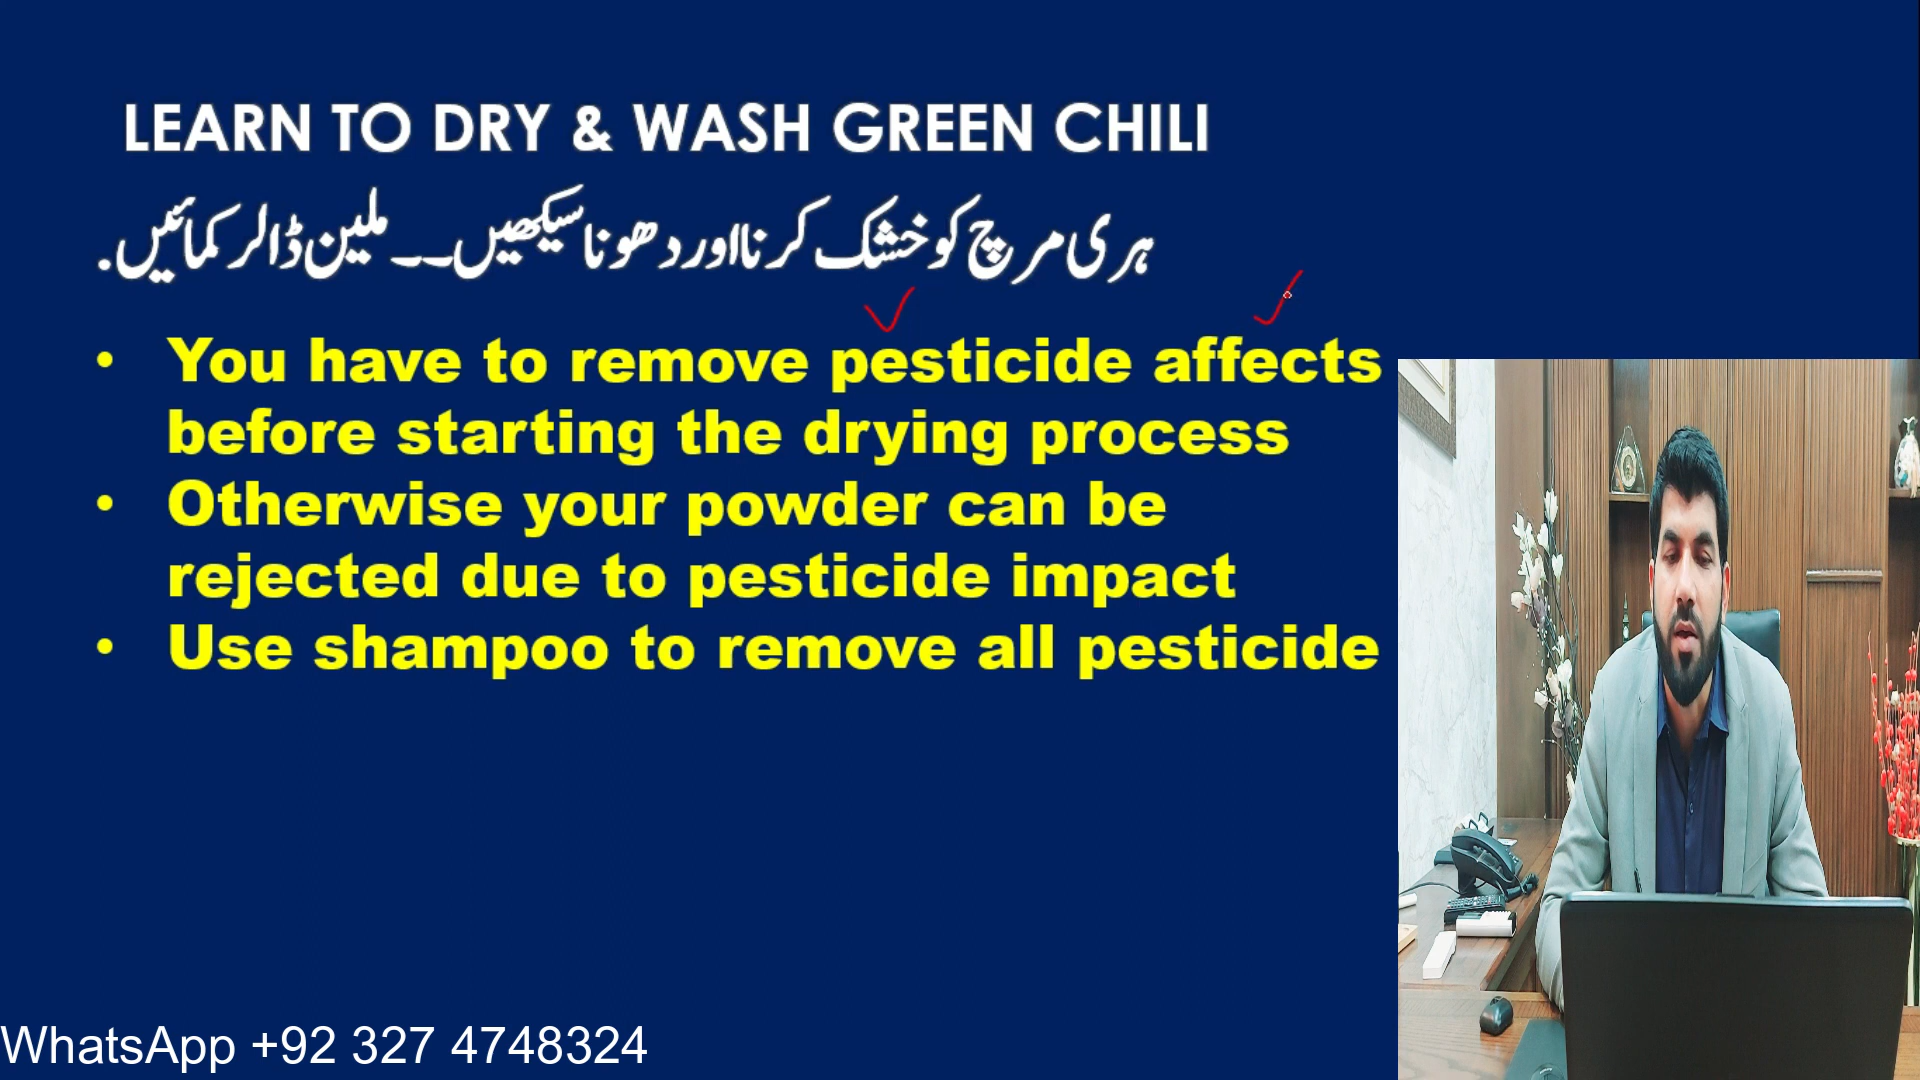 LEARN TO DRY & WASH GREEN CHILI
ہری مرچ کو خشک کرنا اور دھونا سیکھیں۔۔ ملین ڈالر کمائیں.
• You have to remove pesticide affects
before starting the drying process
• Otherwise your powder can be
rejected due to pesticide impact
• Use shampoo to remove all pesticide
WhatsApp +92 327 4748324